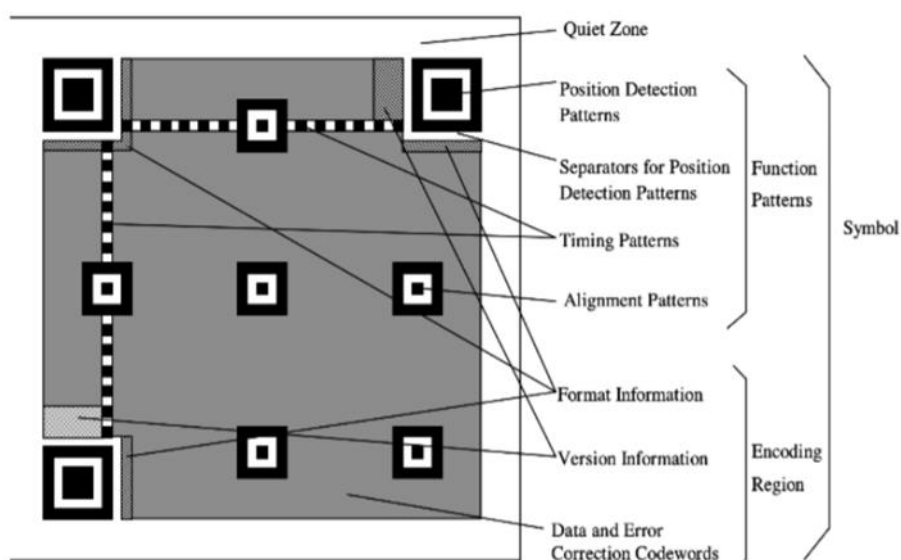 Quiet Zone
Position Detection
Patterns
Separators for Position
Detection Patterns
Function
Patterns
Timing Patterns
Symbol
Alignment Patterns
Format Information
Version Information
Encoding
Region
Data and Error
Correction Codewords